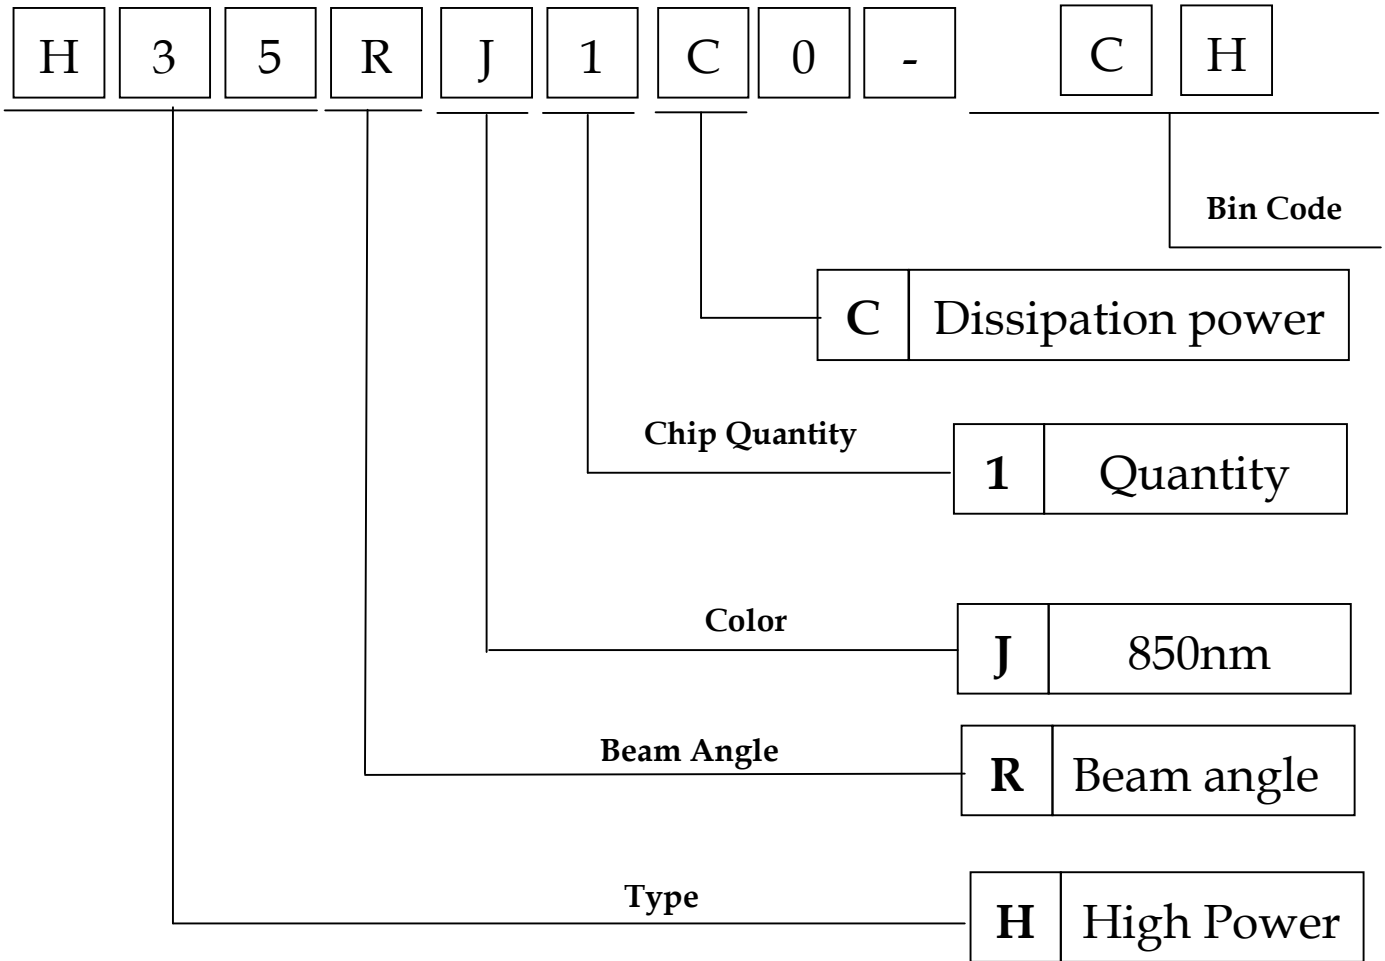 H 3 5 R J 1 C 0 - C H
Bin Code
C Dissipation power
Chip Quantity
1 Quantity
Color
J 850nm
Beam Angle
R Beam angle
Type
H High Power